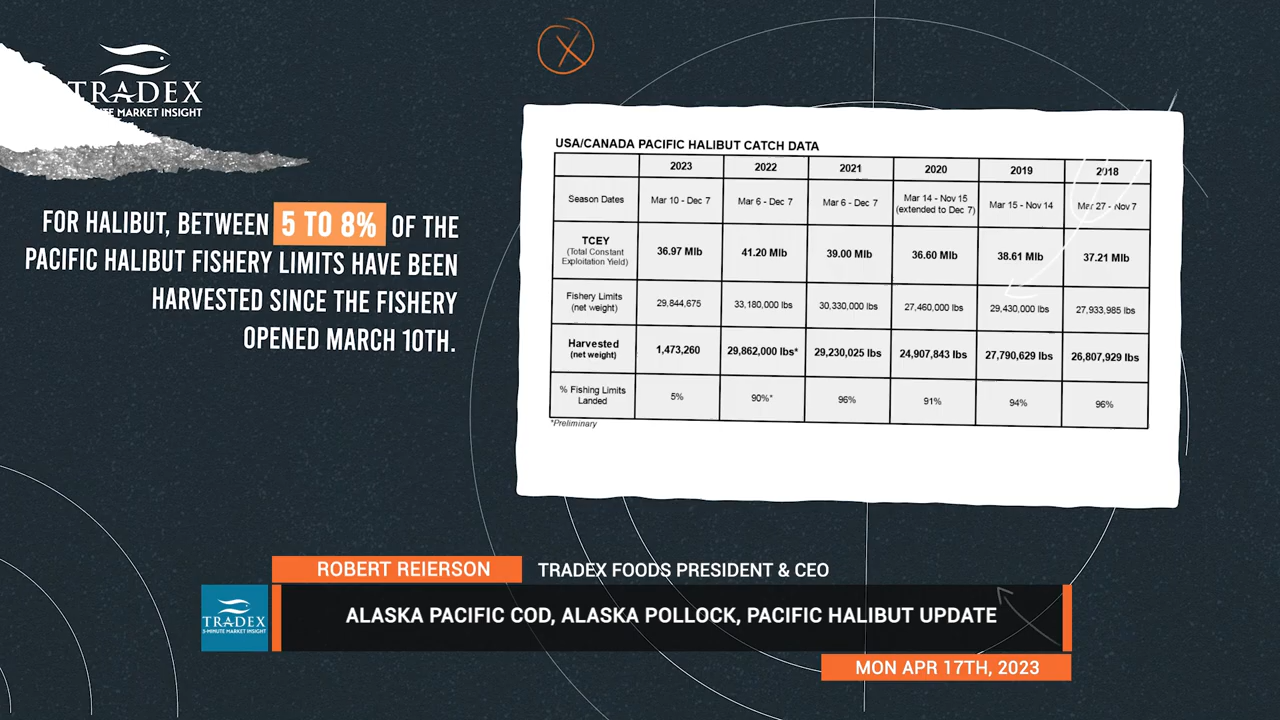 TRADEX
MINUTE MARKET INSIGHT
FOR HALIBUT, BETWEEN 5 TO 8% OF THE
PACIFIC HALIBUT FISHERY LIMITS HAVE BEEN
HARVESTED SINCE THE FISHERY
OPENED MARCH 10TH.
USA/CANADA PACIFIC HALIBUT CATCH DATA
2023 2022 2021 2020 2019 2018
Season Dates Mar 10 - Dec 7 Mar 6 - Dec 7 Mar 6 - Dec 7 Mar 14 - Nov 15 (extended to Dec 7) Mar 15 - Nov 14 Mar 27 - Nov 7
TCEY (Total Constant Exploitation Yield) 36.97 Mlb 41.20 Mlb 39.00 Mlb 36.60 Mlb 38.61 Mlb 37.21 Mlb
Fishery Limits (net weight) 29,844,675 33,180,000 lbs 30,330,000 lbs 27,460,000 lbs 29,430,000 lbs 27,933,985 lbs
Harvested (net weight) 1,473,260 29,862,000 lbs* 29,230,025 lbs 24,907,843 lbs 27,790,629 lbs 26,807,929 lbs
% Fishing Limits Landed 5% 90%* 96% 91% 94% 96%
*Preliminary
ROBERT REIERSON TRADEX FOODS PRESIDENT & CEO
TRADEX
3-MINUTE MARKET INSIGHT
ALASKA PACIFIC COD, ALASKA POLLOCK, PACIFIC HALIBUT UPDATE
MON APR 17TH, 2023